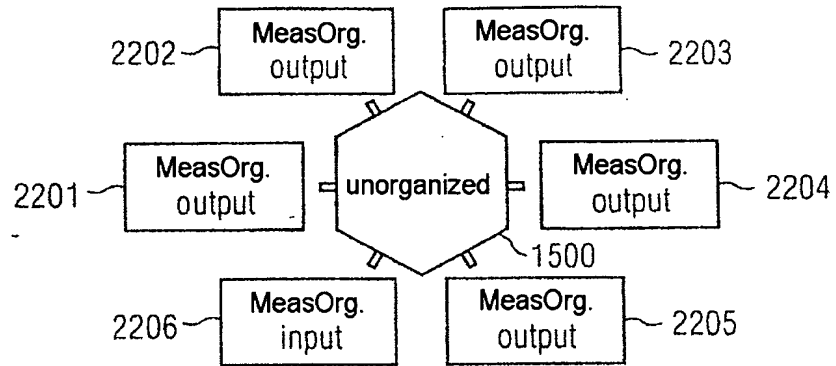 2202
MeasOrg.
output
MeasOrg.
output
2203
2201
MeasOrg.
output
unorganized
MeasOrg.
output
2204
1500
2206
MeasOrg.
input
MeasOrg.
output
2205